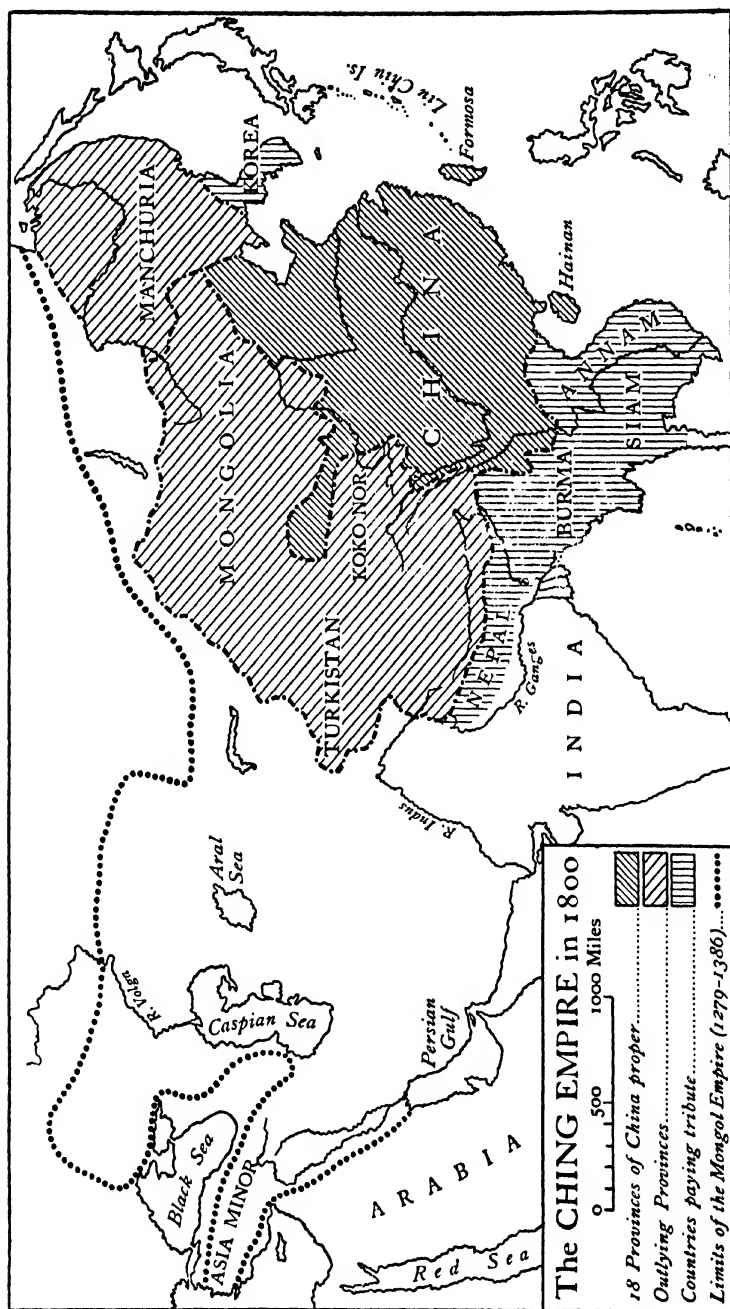 The CHING EMPIRE in 1800
0 500 1000 Miles
18 Provinces of China proper
Outlying Provinces
Countries paying tribute
Limits of the Mongol Empire (1279-1386)
Black Sea
ASIA MINOR
Red Sea
ARABIA
R. Volga
Caspian Sea
Persian Gulf
Aral Sea
R. Indus
INDIA
R. Ganges
NEPAL
TURKISTAN
MONGOLIA
KOKO NOR
MANCHURIA
KOREA
CHINA
BURMA
SIAM
ANNAM
Hainan
Formosa
Liu Chiu Is.